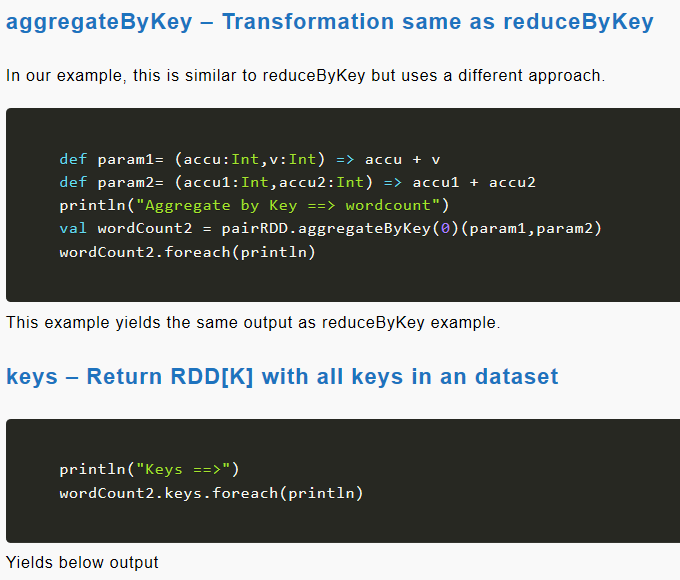 aggregateByKey – Transformation same as reduceByKey
In our example, this is similar to reduceByKey but uses a different approach.
def param1= (accu:Int,v:Int) => accu + v
def param2= (accu1:Int,accu2:Int) => accu1 + accu2
println("Aggregate by Key ==> wordcount")
val wordCount2 = pairRDD.aggregateByKey(0)(param1,param2)
wordCount2.foreach(println)
This example yields the same output as reduceByKey example.
keys – Return RDD[K] with all keys in an dataset
println("Keys ==>")
wordCount2.keys.foreach(println)
Yields below output